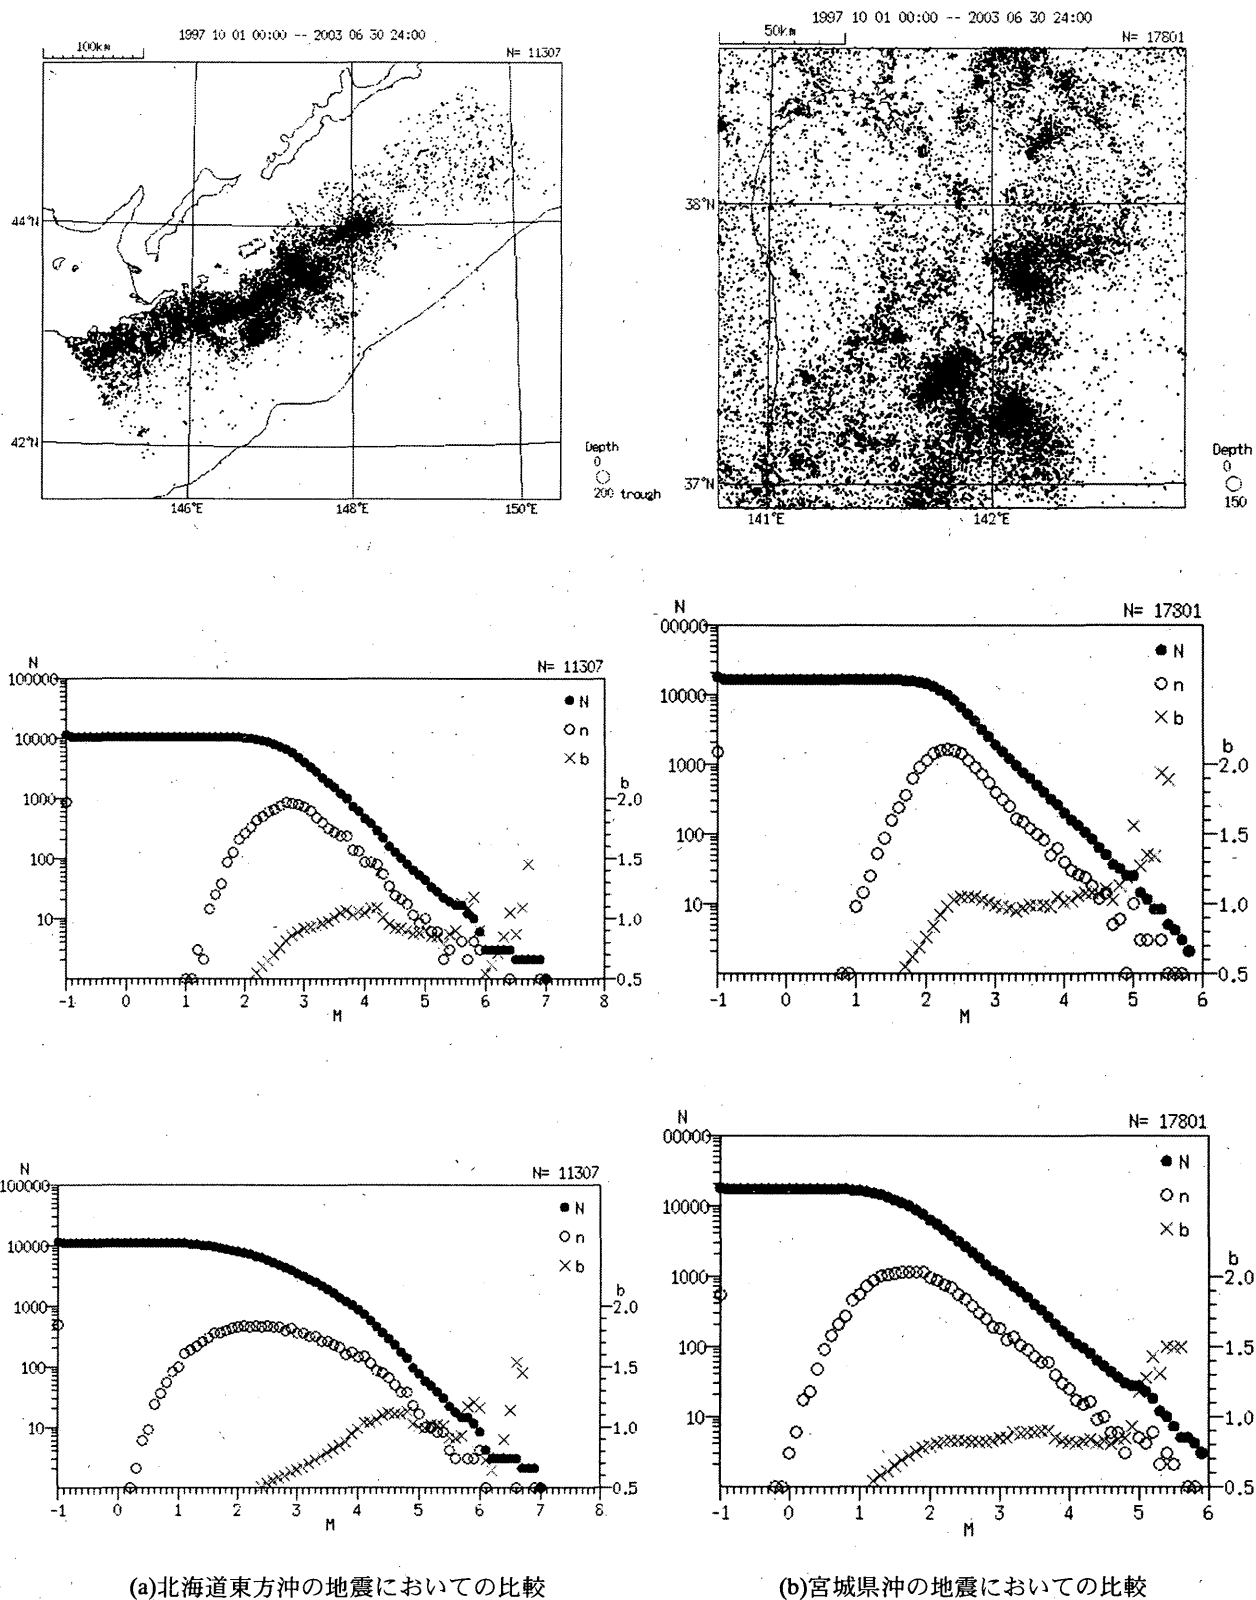 1997 10 01 00:00 -- 2003 06 30 24:00
100km
N= 11307
44°N
42°N
146°E
148°E
150°E
Depth
0
200 trough
1997 10 01 00:00 -- 2003 06 30 24:00
50km
N= 17801
38°N
37°N
141°E
142°E
Depth
0
150
N
N= 11307
100000
10000
1000
100
10
N
n
b
b
2.0
1.5
1.0
0.5
-1 0 1 2 3 4 5 6 7 8
M
N
N= 17801
00000
10000
1000
100
10
N
n
b
b
2.0
1.5
1.0
0.5
-1 0 1 2 3 4 5 6
M
N
N= 11307
100000
10000
1000
100
10
N
n
b
b
2.0
1.5
1.0
0.5
-1 0 1 2 3 4 5 6 7 8
M
N
N= 17801
00000
10000
1000
100
10
N
n
b
b
2.0
1.5
1.0
0.5
-1 0 1 2 3 4 5 6
M
(a)北海道東方沖の地震においての比較
(b)宮城県沖の地震においての比較